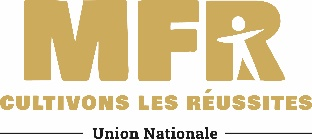 MFR
CULTIVONS LES RÉUSSITES
Union Nationale